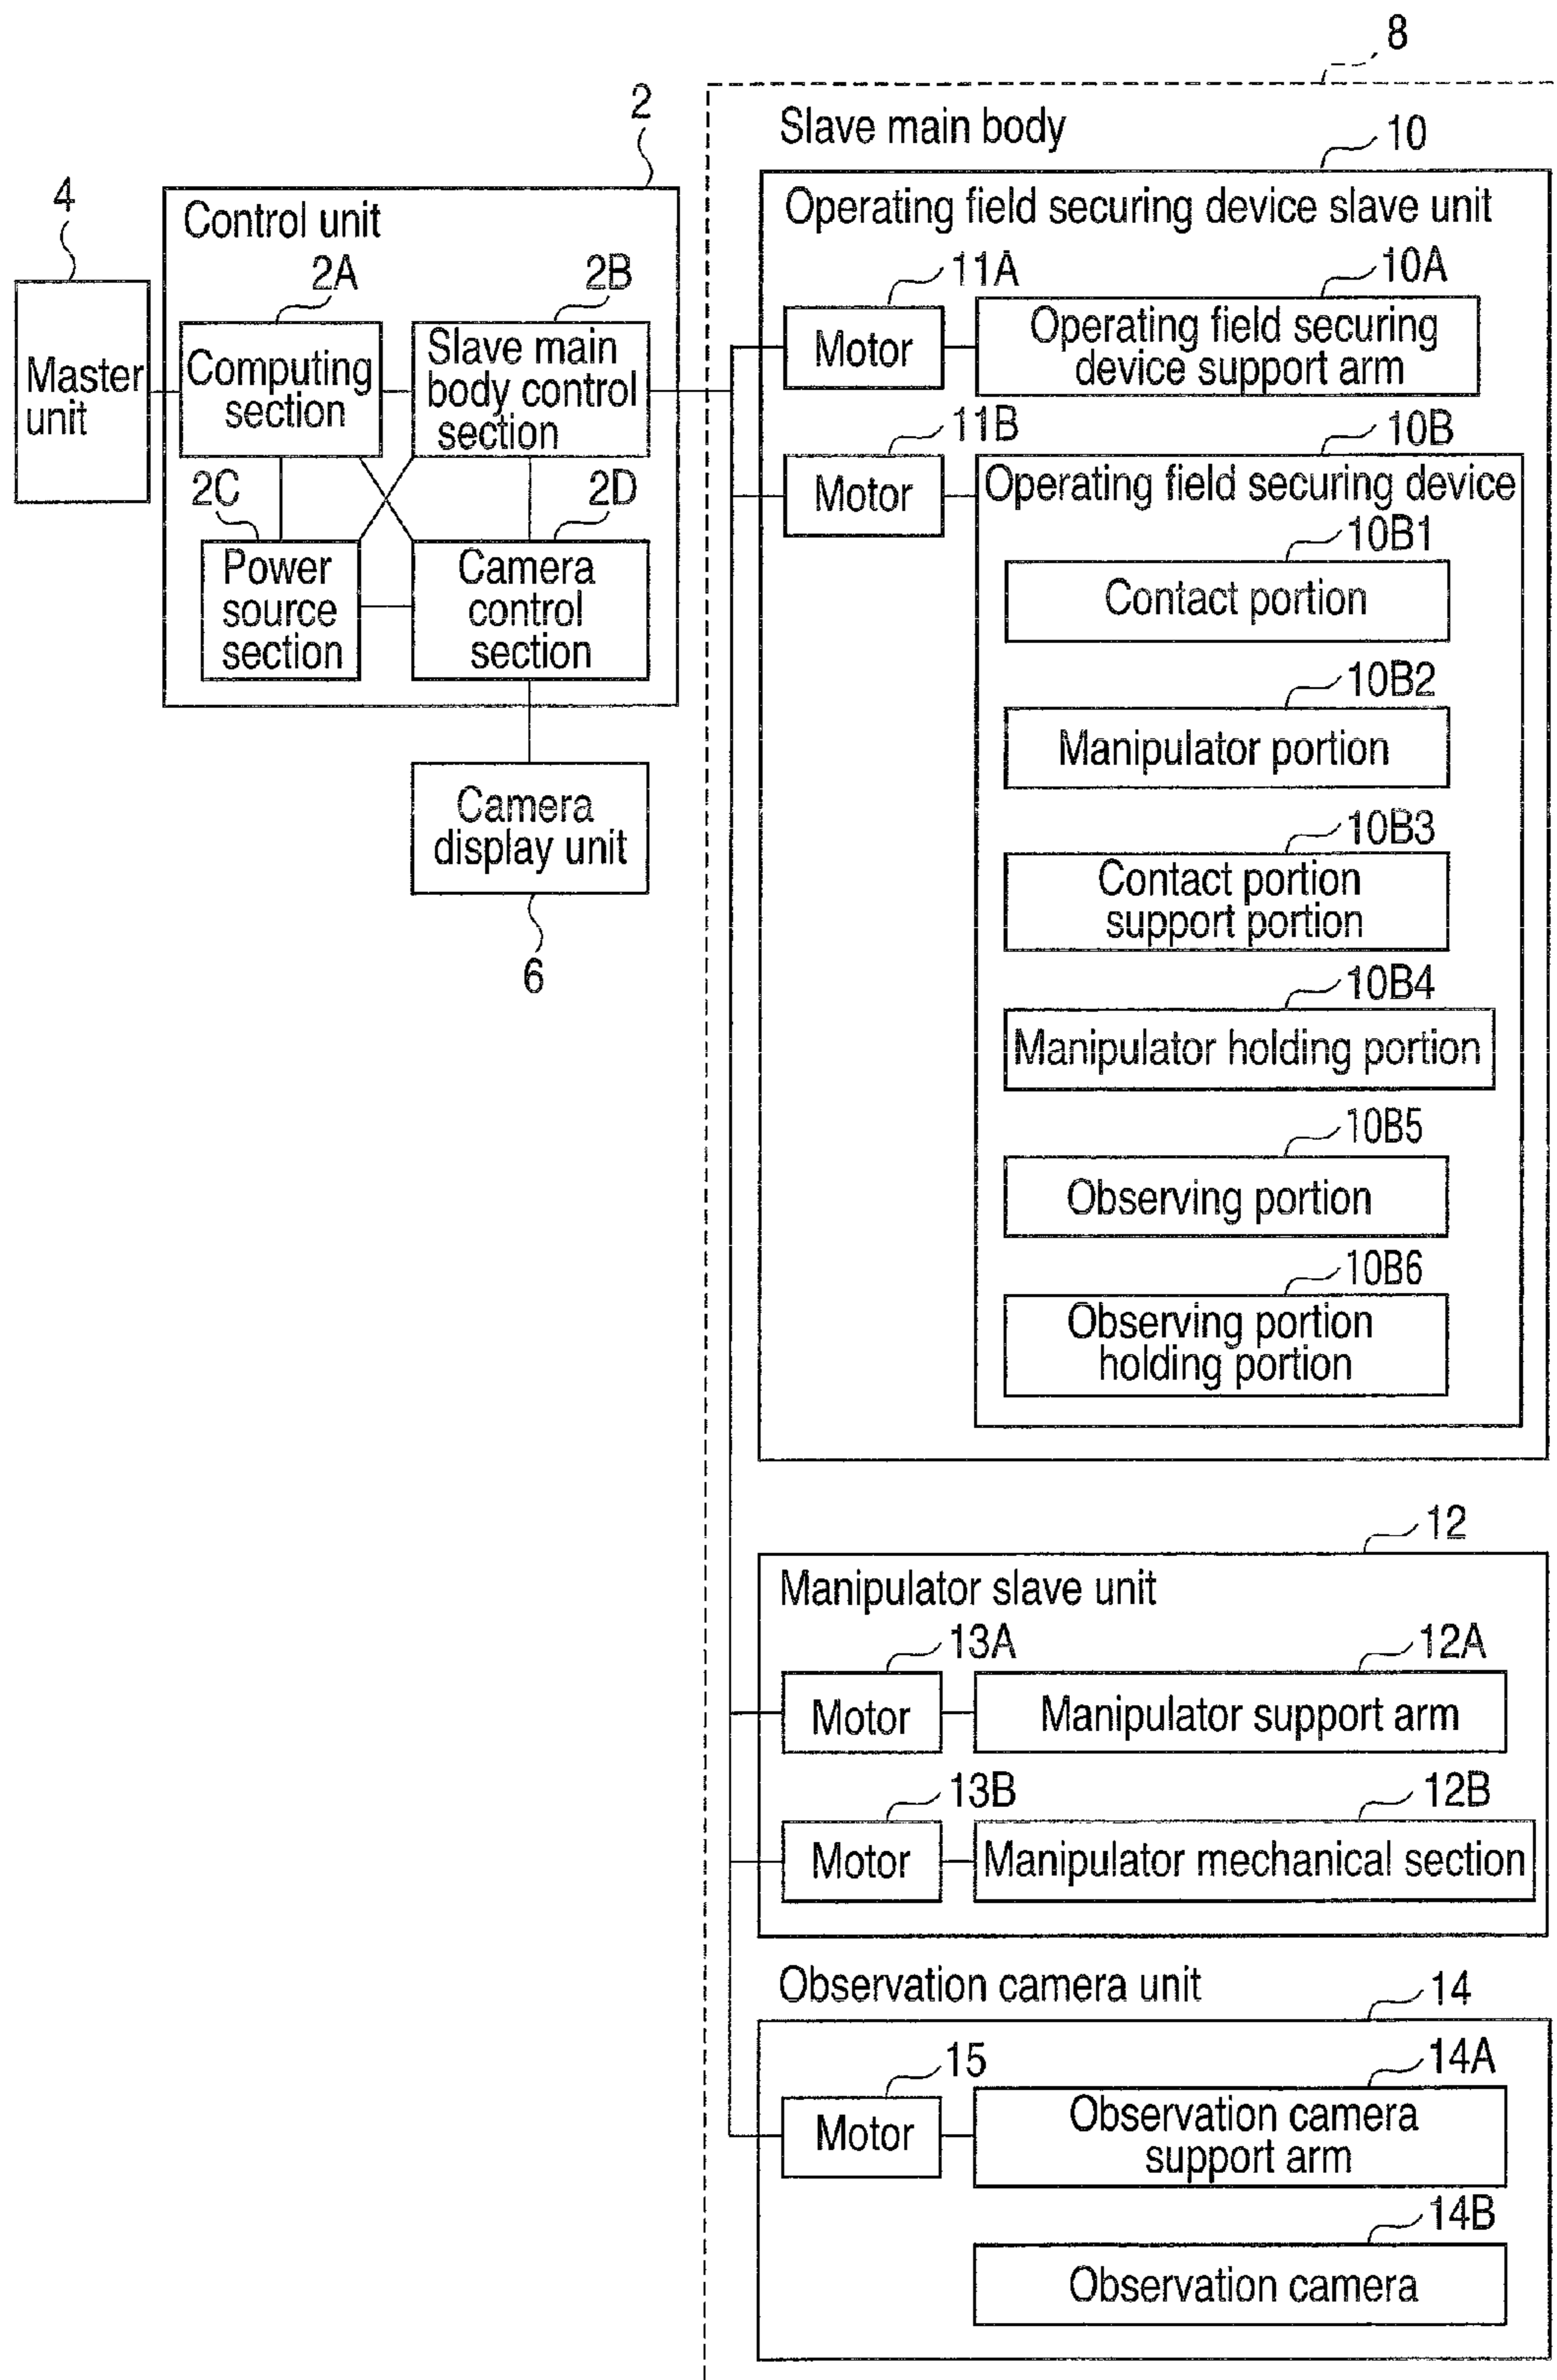 8
2
Slave main body
10
4
Control unit
Operating field securing device slave unit
2A
2B
11A
10A
Master
unit
Computing
section
Slave main
body control
section
Motor
Operating field securing
device support arm
11B
10B
2C
2D
Motor
Operating field securing device
Power
source
section
Camera
control
section
10B1
Contact portion
10B2
Manipulator portion
Camera
display unit
6
10B3
Contact portion
support portion
10B4
Manipulator holding portion
10B5
Observing portion
10B6
Observing portion
holding portion
12
Manipulator slave unit
13A
12A
Motor
Manipulator support arm
13B
12B
Motor
Manipulator mechanical section
Observation camera unit
14
15
14A
Motor
Observation camera
support arm
14B
Observation camera